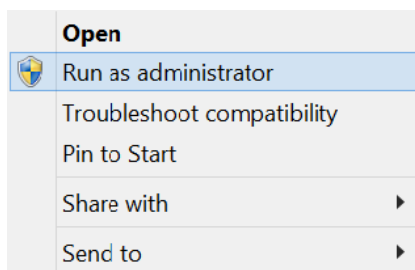 Open
Run as administrator
Troubleshoot compatibility
Pin to Start
Share with
Send to